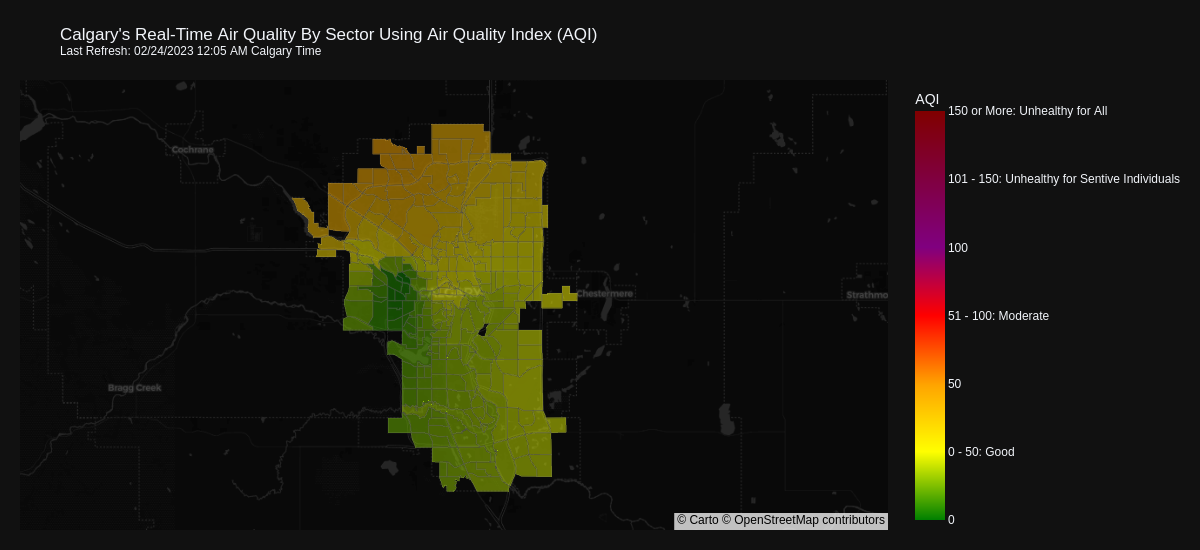 Calgary's Real-Time Air Quality By Sector Using Air Quality Index (AQI)
Last Refresh: 02/24/2023 12:05 AM Calgary Time
AQI
150 or More: Unhealthy for All
Cochrane
101 - 150: Unhealthy for Sentive Individuals
100
Chestermere
Strathmo
51 - 100: Moderate
50
Bragg Creek
0 - 50: Good
0
© Carto © OpenStreetMap contributors